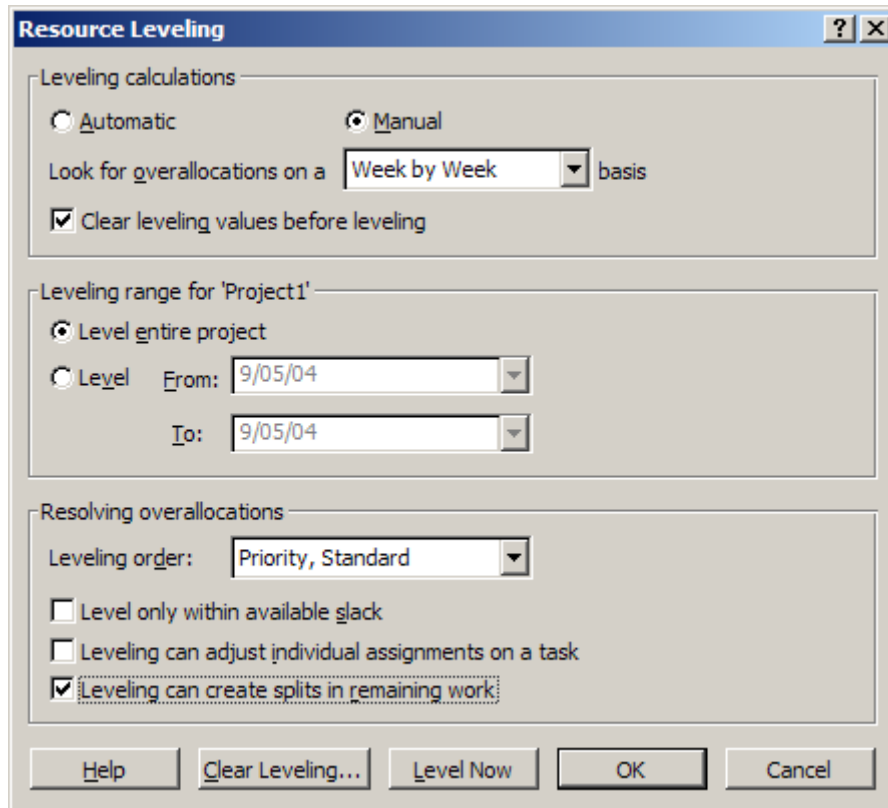 Resource Leveling
Leveling calculations
Automatic Manual
Look for overallocations on a Week by Week basis
Clear leveling values before leveling
Leveling range for 'Project1'
Level entire project
Level From: 9/05/04
To: 9/05/04
Resolving overallocations
Leveling order: Priority, Standard
Level only within available slack
Leveling can adjust individual assignments on a task
Leveling can create splits in remaining work
Help Clear Leveling... Level Now OK Cancel